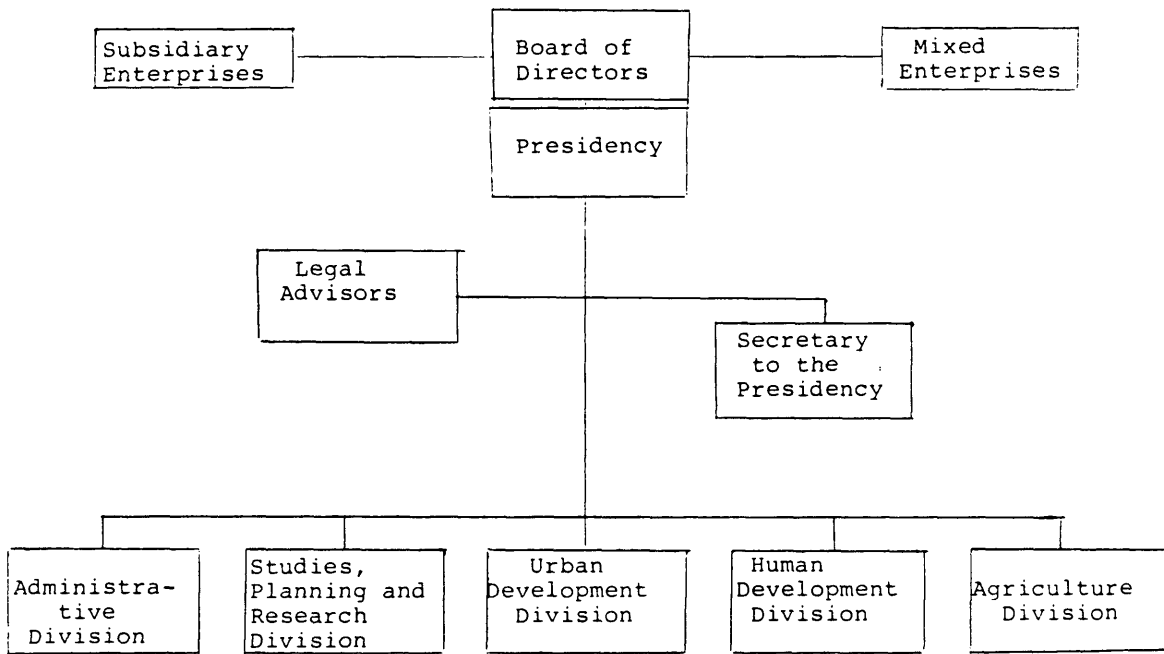 Subsidiary
Enterprises
Board of
Directors
Mixed
Enterprises
Presidency
Legal
Advisors
Secretary
to the
Presidency
Administra-
tive
Division
Studies,
Planning and
Research
Division
Urban
Development
Division
Human
Development
Division
Agriculture
Division